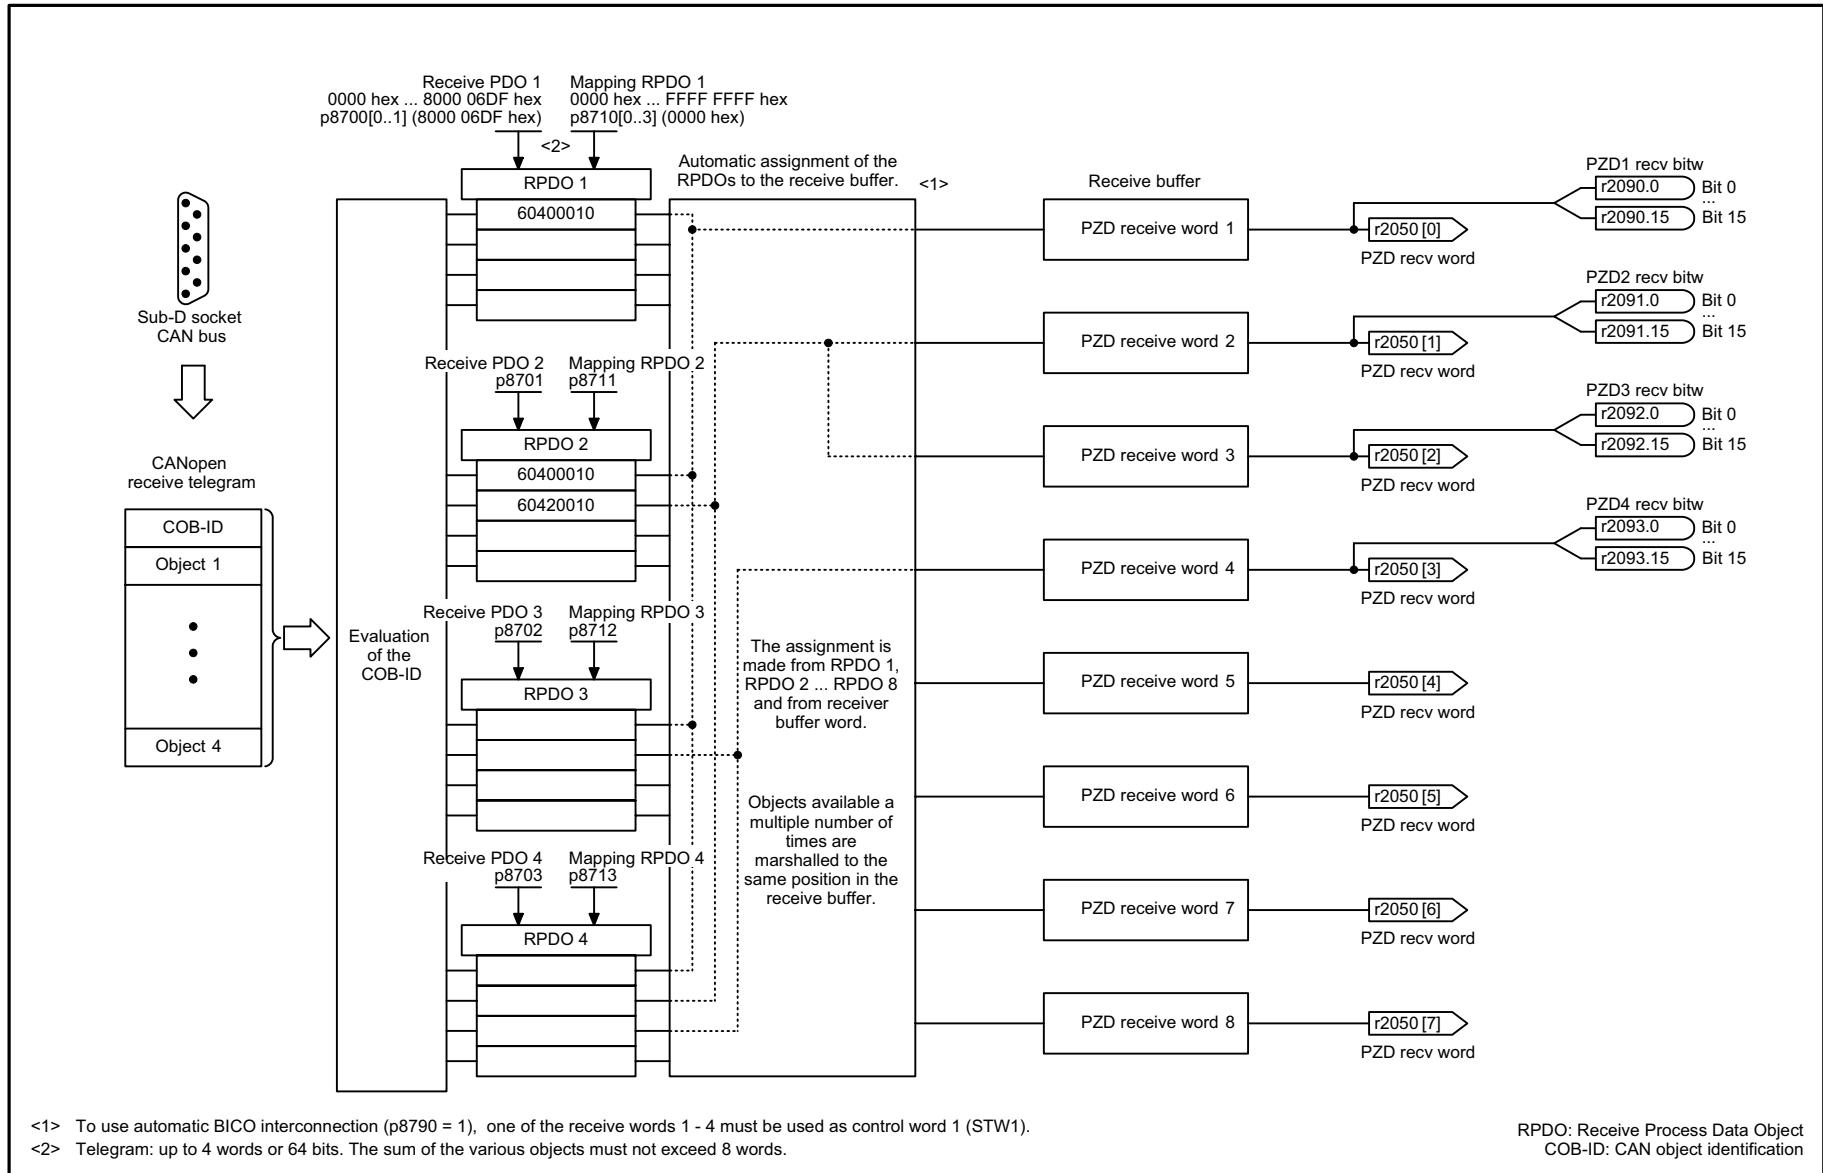 Receive PDO 1
0000 hex ... 8000 06DF hex
p8700[0..1] (8000 06DF hex)
Mapping RPDO 1
0000 hex ... FFFF FFFF hex
p8710[0..3] (0000 hex)
<2>
RPDO 1
60400010
Automatic assignment of the
RPDOs to the receive buffer.
<1>
Receive buffer
Sub-D socket
CAN bus
CANopen
receive telegram
COB-ID
Object 1
Object 4
Evaluation
of the
COB-ID
Receive PDO 2
p8701
Mapping RPDO 2
p8711
RPDO 2
60400010
60420010
Receive PDO 3
p8702
Mapping RPDO 3
p8712
RPDO 3
Receive PDO 4
p8703
Mapping RPDO 4
p8713
RPDO 4
The assignment is
made from RPDO 1,
RPDO 2 ... RPDO 8
and from receiver
buffer word.
Objects available a
multiple number of
times are
marshalled to the
same position in the
receive buffer.
PZD receive word 1
r2050 [0]
PZD recv word
PZD1 recv bitw
r2090.0 Bit 0
...
r2090.15 Bit 15
PZD receive word 2
r2050 [1]
PZD recv word
PZD2 recv bitw
r2091.0 Bit 0
...
r2091.15 Bit 15
PZD receive word 3
r2050 [2]
PZD recv word
PZD3 recv bitw
r2092.0 Bit 0
...
r2092.15 Bit 15
PZD receive word 4
r2050 [3]
PZD recv word
PZD4 recv bitw
r2093.0 Bit 0
...
r2093.15 Bit 15
PZD receive word 5
r2050 [4]
PZD recv word
PZD receive word 6
r2050 [5]
PZD recv word
PZD receive word 7
r2050 [6]
PZD recv word
PZD receive word 8
r2050 [7]
PZD recv word
<1> To use automatic BICO interconnection (p8790 = 1), one of the receive words 1 - 4 must be used as control word 1 (STW1).
<2> Telegram: up to 4 words or 64 bits. The sum of the various objects must not exceed 8 words.
RPDO: Receive Process Data Object
COB-ID: CAN object identification